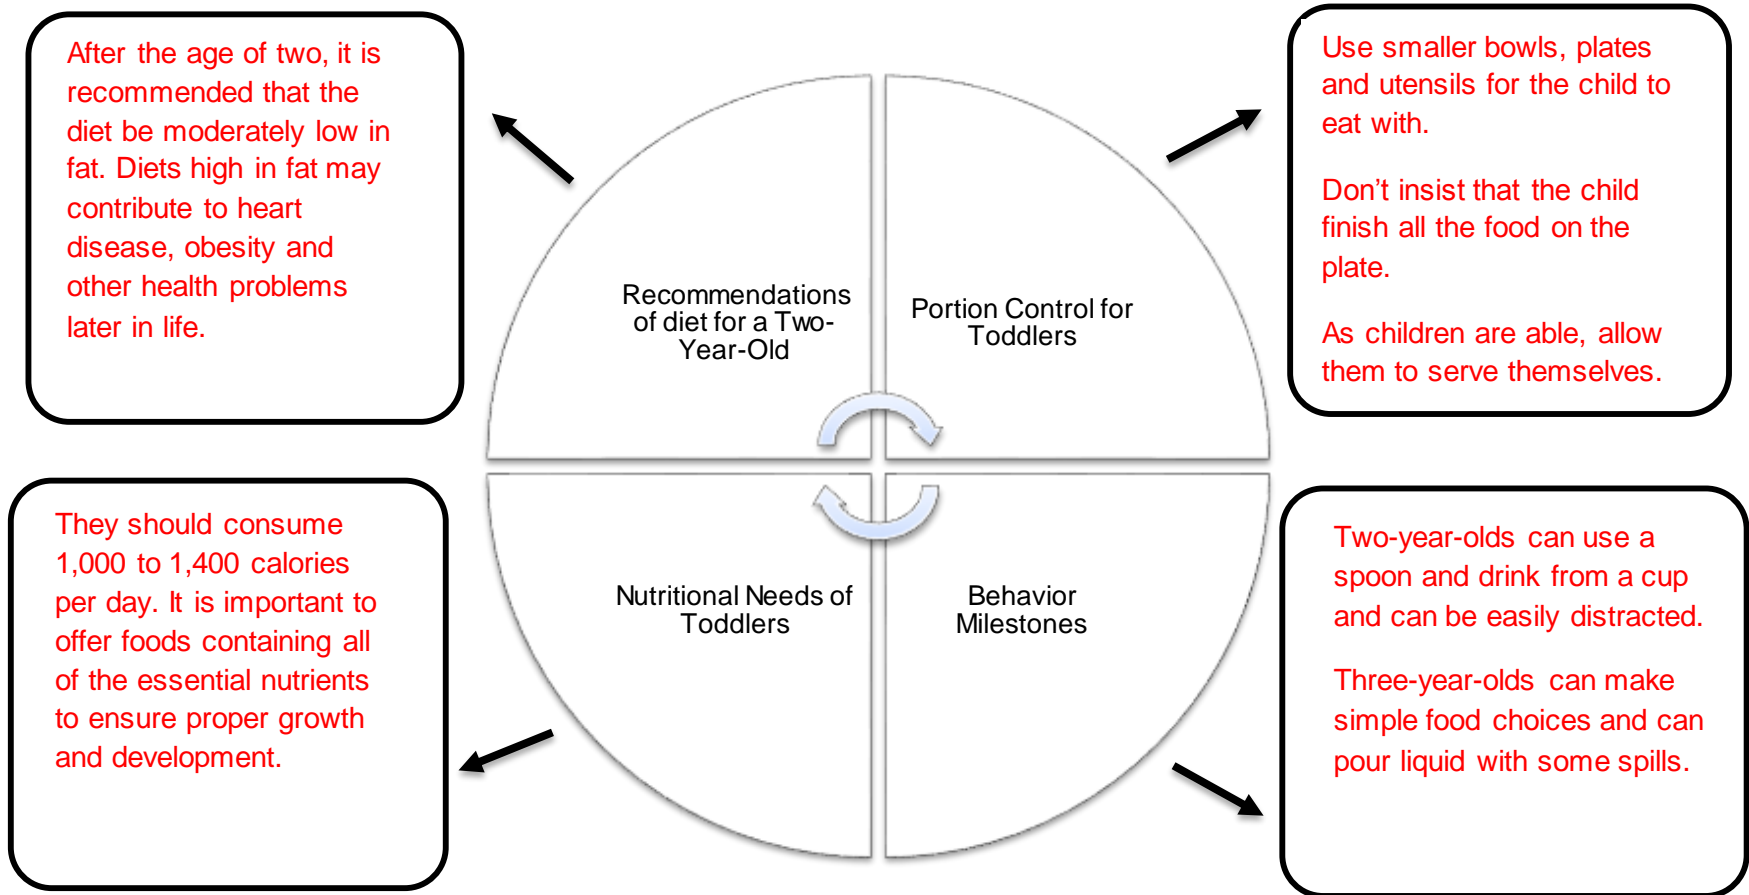 After the age of two, it is
recommended that the
diet be moderately low in
fat. Diets high in fat may
contribute to heart
disease, obesity and
other health problems
later in life.
Use smaller bowls, plates
and utensils for the child to
eat with.
Don’t insist that the child
finish all the food on the
plate.
As children are able, allow
them to serve themselves.
Recommendations
of diet for a Two-
Year-Old
Portion Control for
Toddlers
Nutritional Needs of
Toddlers
Behavior
Milestones
They should consume
1,000 to 1,400 calories
per day. It is important to
offer foods containing all
of the essential nutrients
to ensure proper growth
and development.
Two-year-olds can use a
spoon and drink from a cup
and can be easily distracted.
Three-year-olds can make
simple food choices and can
pour liquid with some spills.